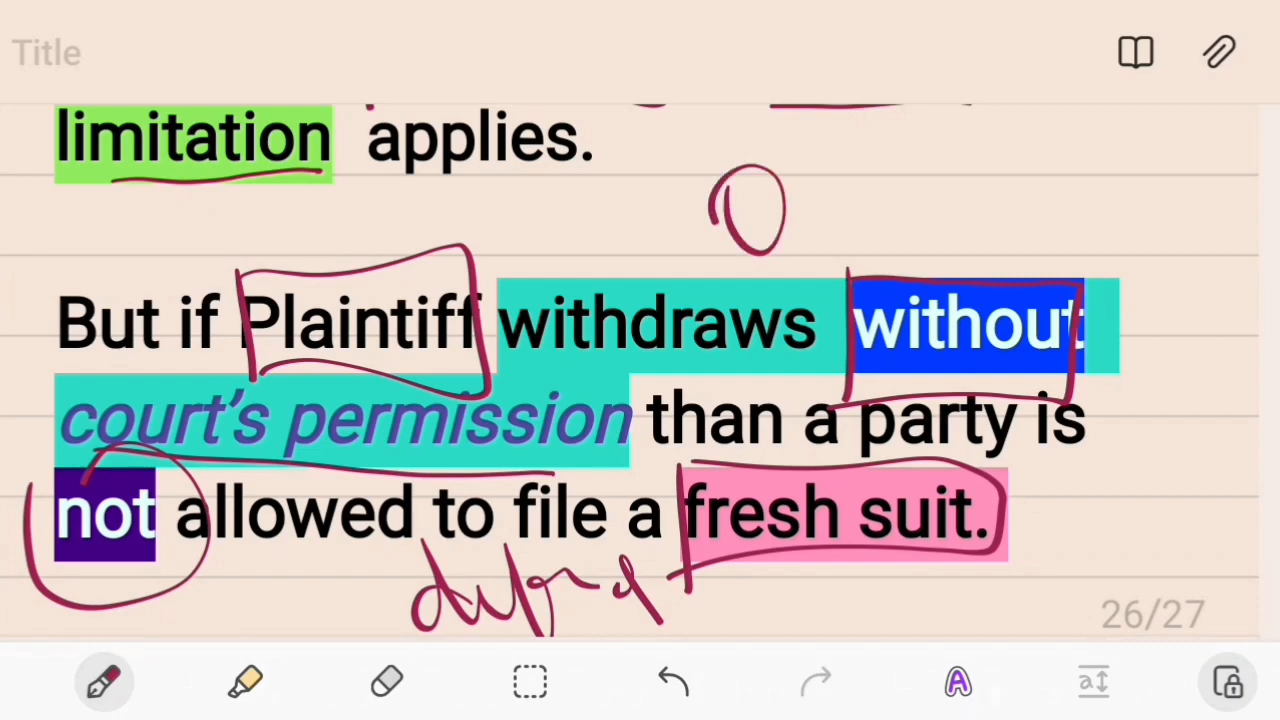 Title
limitation applies.
But if Plaintiff withdraws without
court's permission than a party is
not allowed to file a fresh suit.
26/27